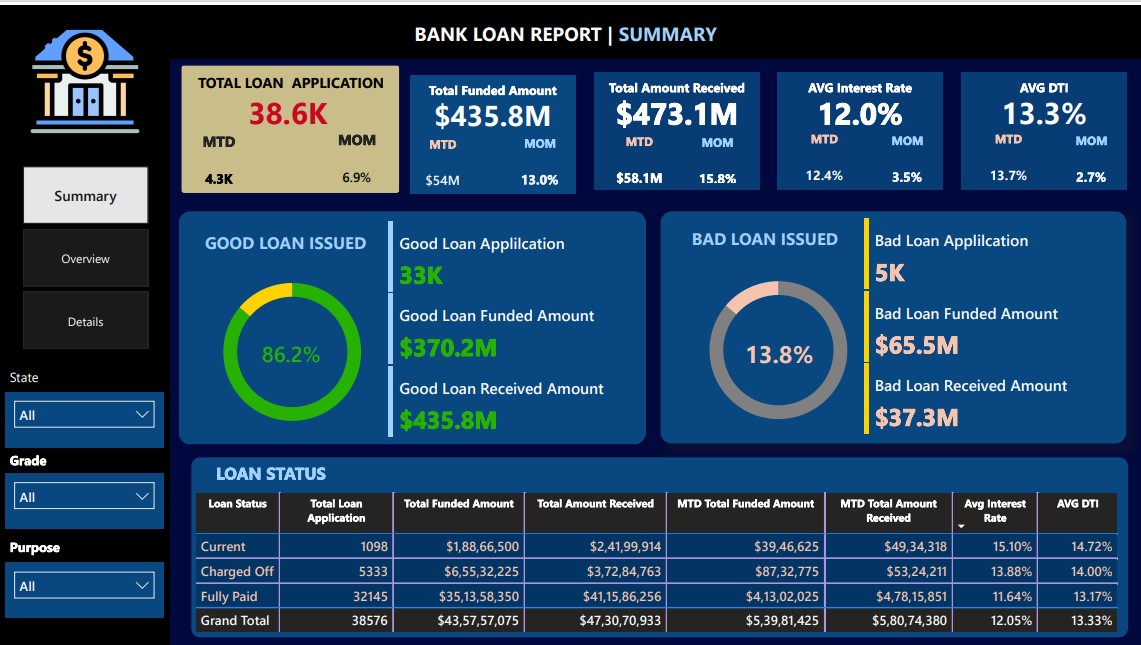 BANK LOAN REPORT | SUMMARY
$
TOTAL LOAN APPLICATION
38.6K
MTD MOM
4.3K 6.9%
Total Funded Amount
$435.8M
MTD MOM
$54M 13.0%
Total Amount Received
$473.1M
MTD MOM
$58.1M 15.8%
AVG Interest Rate
12.0%
MTD MOM
12.4% 3.5%
AVG DTI
13.3%
MTD MOM
13.7% 2.7%
Summary
Overview
Details
State
All
Grade
All
Purpose
All
GOOD LOAN ISSUED
86.2%
Good Loan Applilcation
33K
Good Loan Funded Amount
$370.2M
Good Loan Received Amount
$435.8M
BAD LOAN ISSUED
13.8%
Bad Loan Applilcation
5K
Bad Loan Funded Amount
$65.5M
Bad Loan Received Amount
$37.3M
LOAN STATUS
Loan Status Total Loan Application Total Funded Amount Total Amount Received MTD Total Funded Amount MTD Total Amount Received Avg Interest Rate AVG DTI
Current 1098 $1,88,66,500 $2,41,99,914 $39,46,625 $49,34,318 15.10% 14.72%
Charged Off 5333 $6,55,32,225 $3,72,84,763 $87,32,775 $53,24,211 13.88% 14.00%
Fully Paid 32145 $35,13,58,350 $41,15,86,256 $4,13,02,025 $4,78,15,851 11.64% 13.17%
Grand Total 38576 $43,57,57,075 $47,30,70,933 $5,39,81,425 $5,80,74,380 12.05% 13.33%